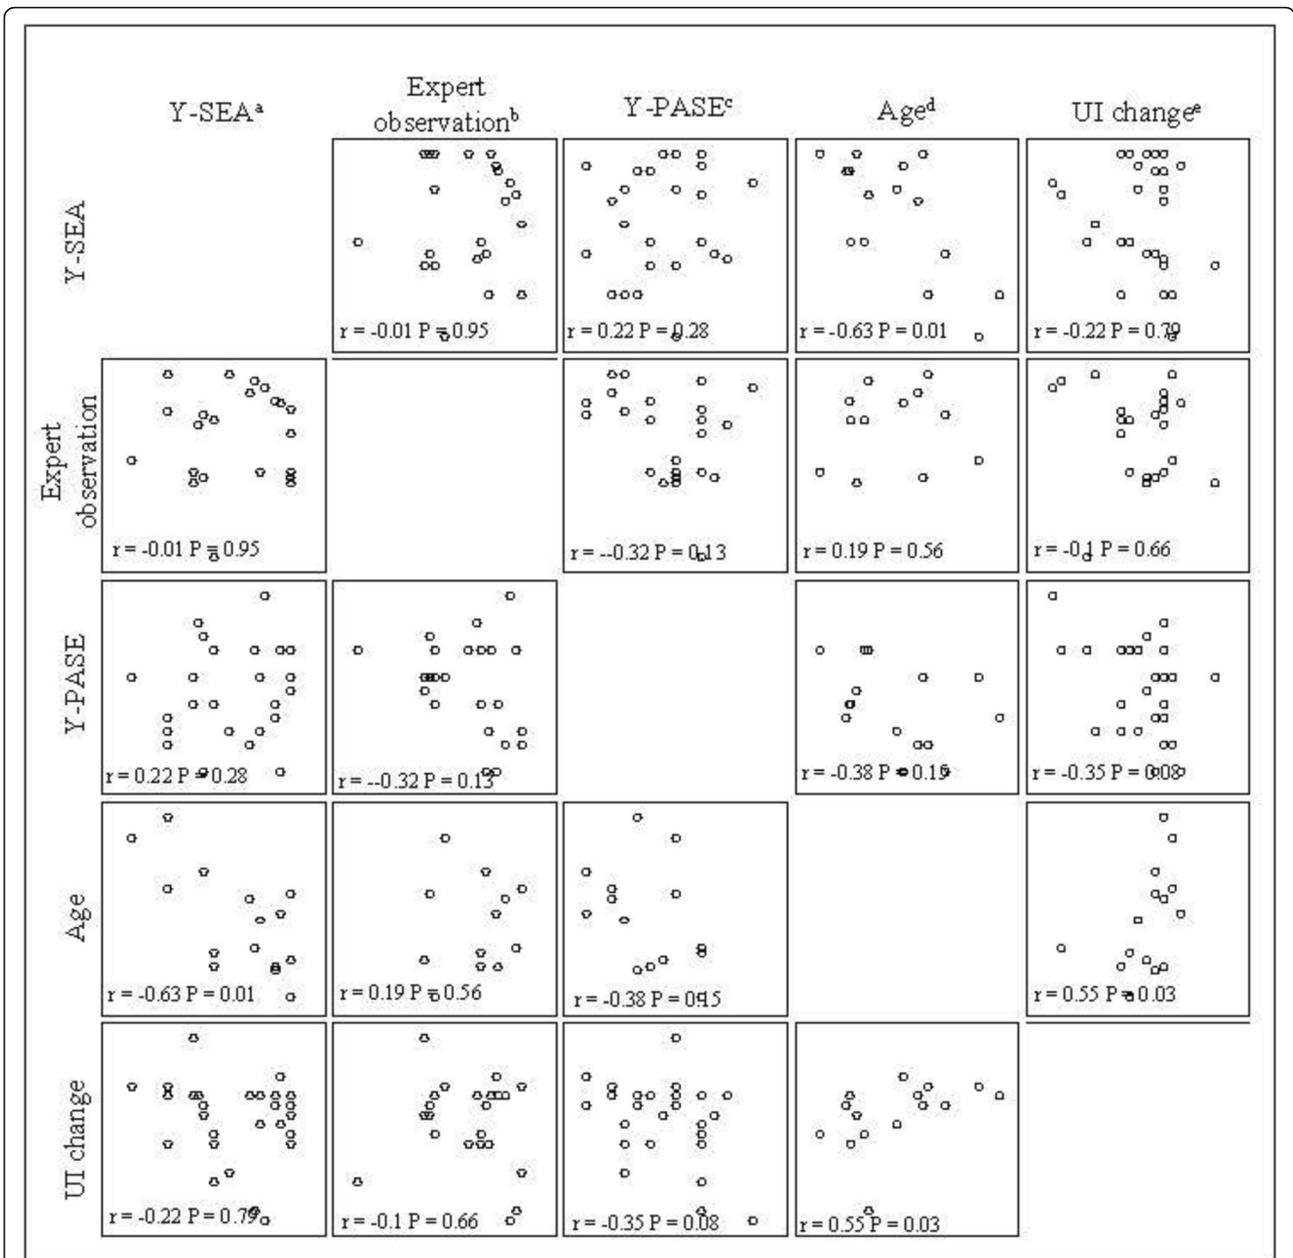 Y-SEAa
Expert
observationb
Y-PASEc
Aged
UI changee
Y-SEA
r = -0.01 P = 0.95
r = 0.22 P = 0.28
r = -0.63 P = 0.01
r = -0.22 P = 0.79
Expert
observation
r = -0.01 P = 0.95
r = --0.32 P = 0.13
r = 0.19 P = 0.56
r = -0.1 P = 0.66
Y-PASE
r = 0.22 P = 0.28
r = --0.32 P = 0.13
r = -0.38 P = 0.15
r = -0.35 P = 0.08
Age
r = -0.63 P = 0.01
r = 0.19 P = 0.56
r = -0.38 P = 0.15
r = 0.55 P = 0.03
UI change
r = -0.22 P = 0.79
r = -0.1 P = 0.66
r = -0.35 P = 0.08
r = 0.55 P = 0.03